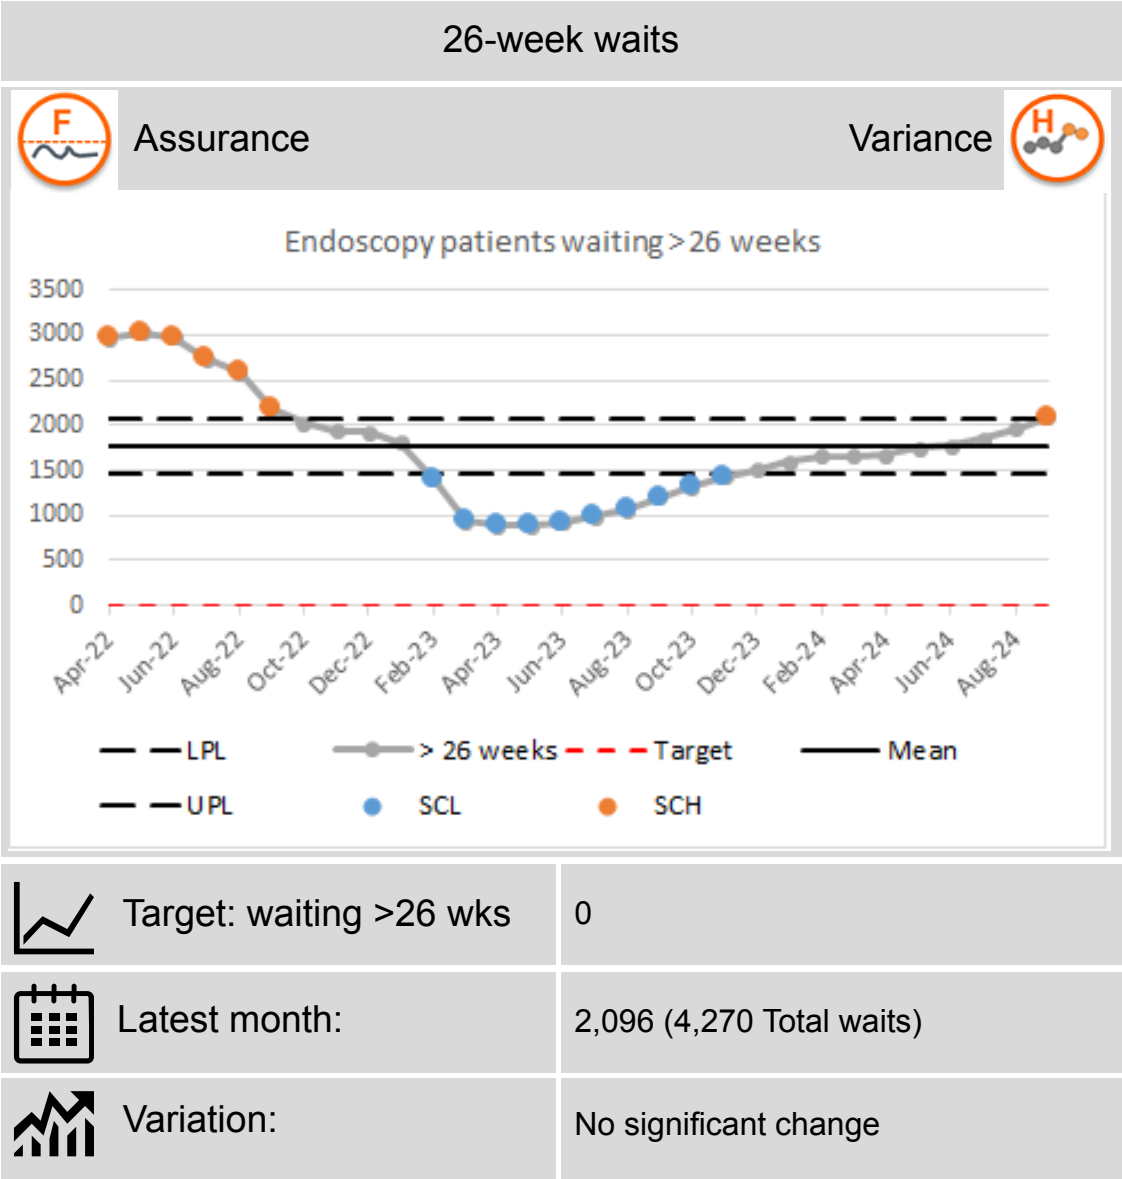 26-week waits
F
Assurance
Variance
H
Endoscopy patients waiting > 26 weeks
3500
3000
2500
2000
1500
1000
500
0
Apr-22 Jun-22 Aug-22 Oct-22 Dec-22 Feb-23 Apr-23 Jun-23 Aug-23 Oct-23 Dec-23 Feb-24 Apr-24 Jun-24 Aug-24
LPL > 26 weeks Target Mean
UPL SCL SCH
Target: waiting >26 wks 0
Latest month: 2,096 (4,270 Total waits)
Variation: No significant change